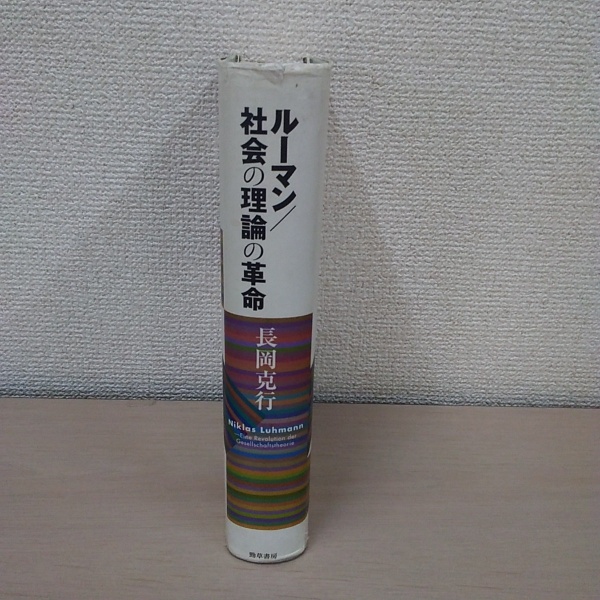 ルーマン／
社会の理論の革命
長岡克行
Niklas Luhmann
—Eine Revolution der
Gesellschaftstheorie
勁草書房